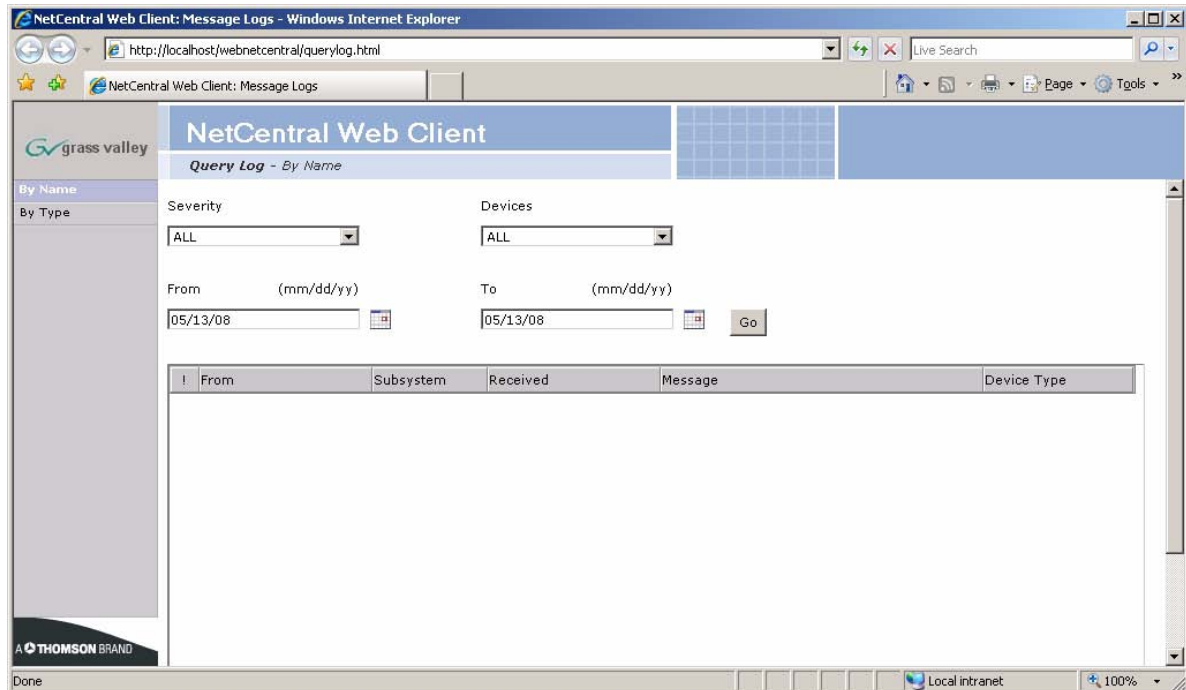 NetCentral Web Client: Message Logs - Windows Internet Explorer
http://localhost/webnetcentral/querylog.html
Live Search
NetCentral Web Client: Message Logs
Page
Tools
grass valley
NetCentral Web Client
Query Log - By Name
By Name
By Type
Severity
Devices
ALL
ALL
From (mm/dd/yy)
To (mm/dd/yy)
05/13/08
05/13/08
Go
! From Subsystem Received Message Device Type
A THOMSON BRAND
Done
Local intranet
100%